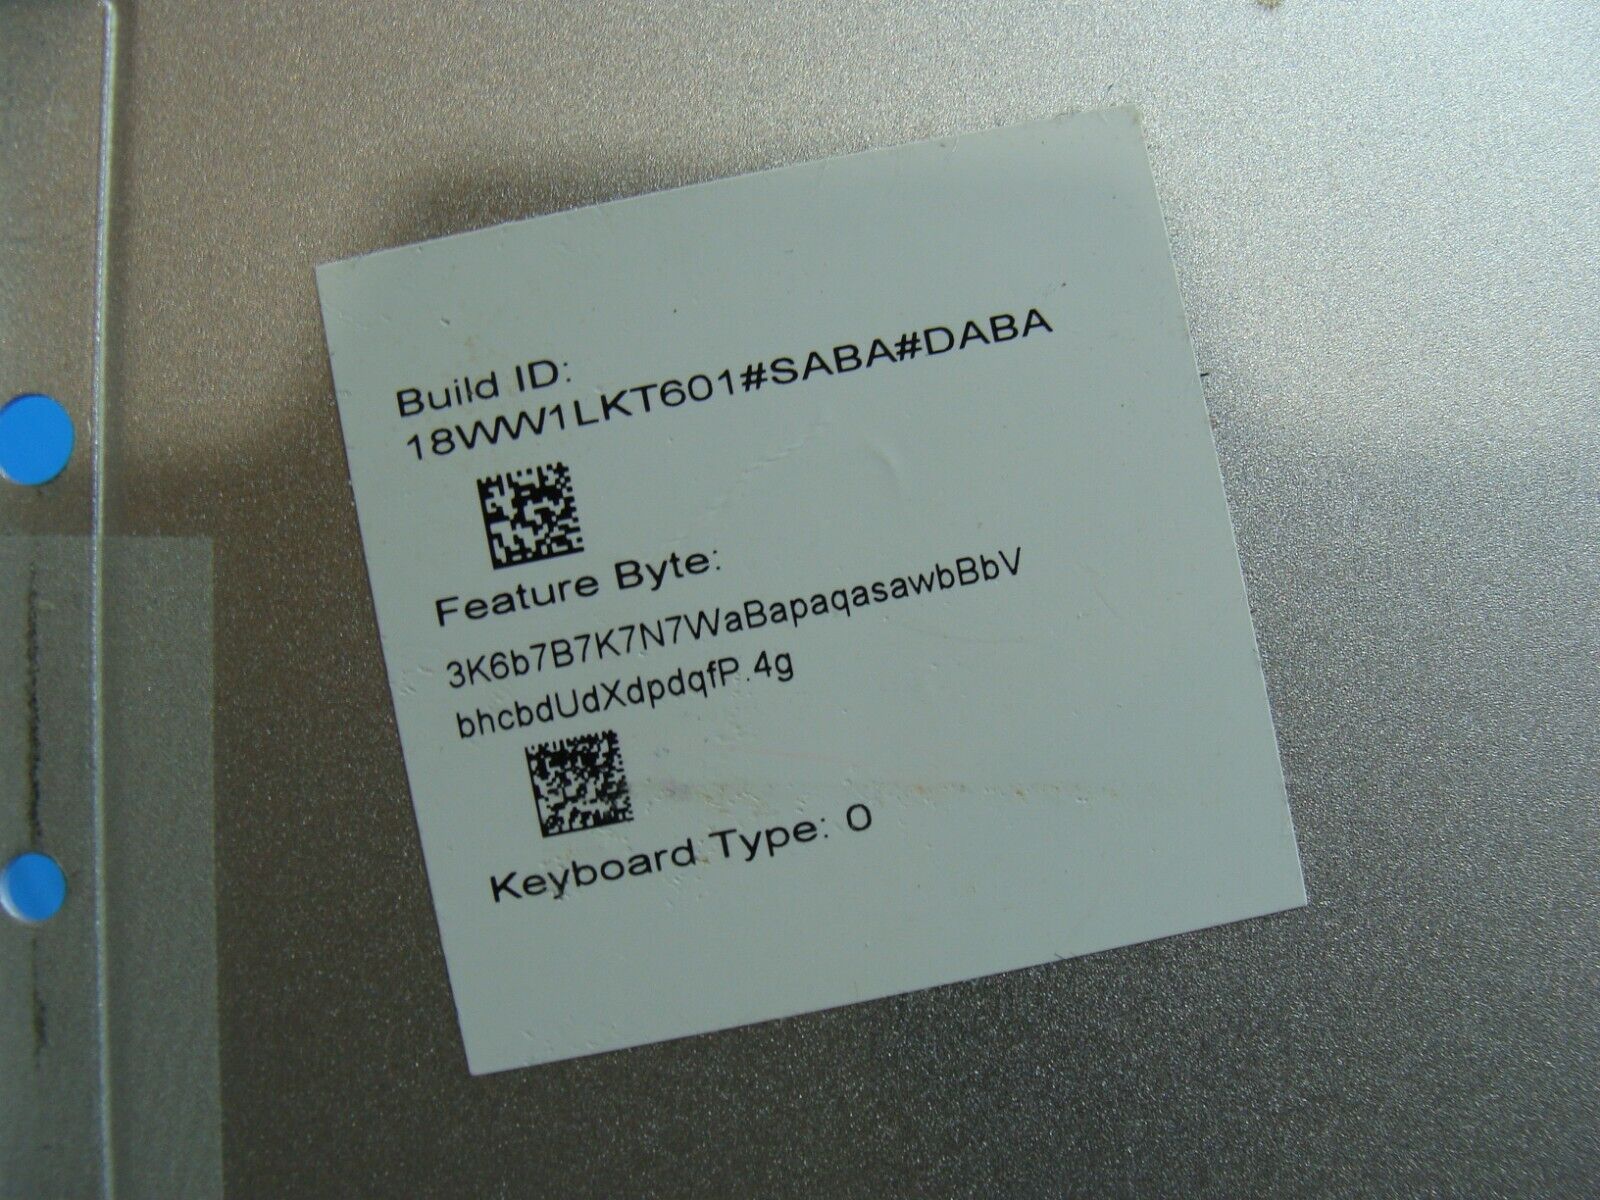 Build ID:
18WW1LKT601#SABA#DABA
Feature Byte:
3K6b7B7K7N7WaBapaqasawbBbV
bhcbdUdXdpdqfP.4g
Keyboard Type: 0